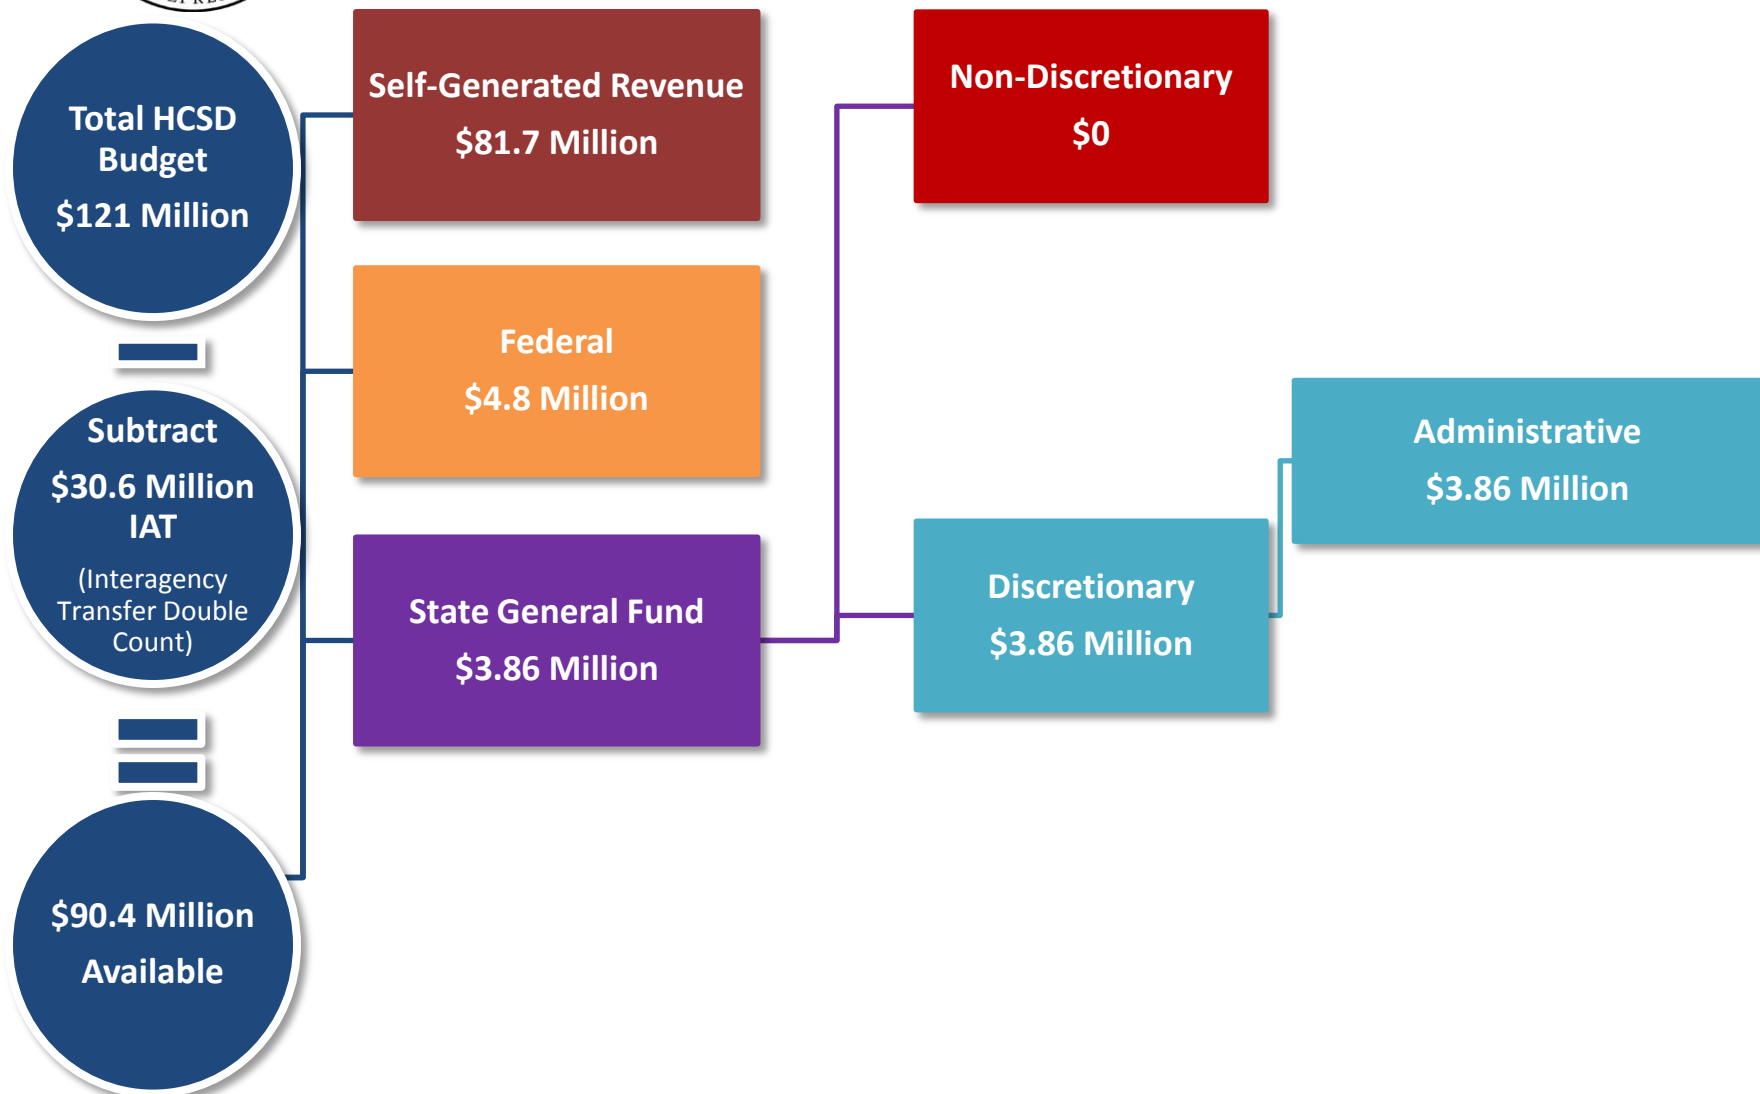 Total HCSD
Budget
$121 Million
Subtract
$30.6 Million
IAT
(Interagency
Transfer Double
Count)
$90.4 Million
Available
Self-Generated Revenue
$81.7 Million
Federal
$4.8 Million
State General Fund
$3.86 Million
Non-Discretionary
$0
Discretionary
$3.86 Million
Administrative
$3.86 Million